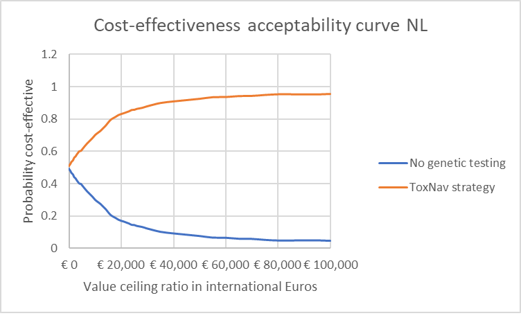 Cost-effectiveness acceptability curve NL
Probability cost-effective
1.2
1
0.8
0.6
0.4
0.2
0
€ 0 € 20,000 € 40,000 € 60,000 € 80,000 € 100,000
Value ceiling ratio in international Euros
No genetic testing
ToxNav strategy